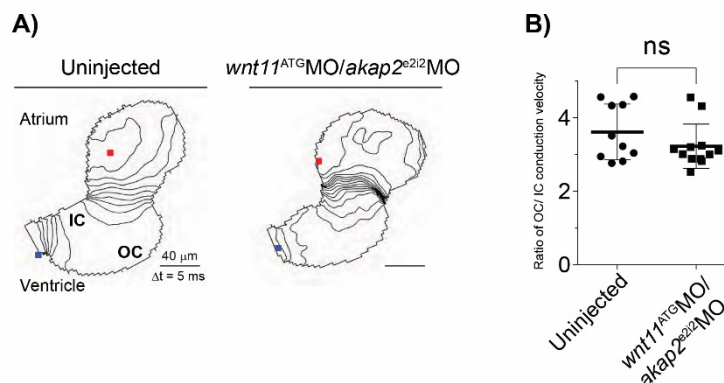 A)
Uninjected
wnt11ATGMO/akap2e2i2MO
Atrium
IC
OC
40 µm
Δt = 5 ms
Ventricle
B)
ns
Ratio of OC/ IC conduction velocity
6
4
2
0
Uninjected
wnt11ATGMO/
akap2e2i2MO